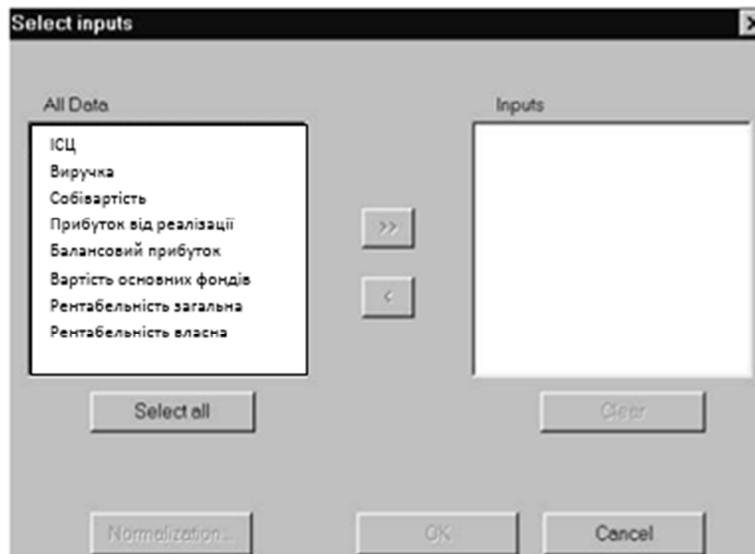 Select inputs
All Data
Inputs
ІСЦ
Виручка
Собівартість
Прибуток від реалізації
Балансовий прибуток
Вартість основних фондів
Рентабельність загальна
Рентабельність власна
>>
<
Select all
Clear
Normalization...
OK
Cancel